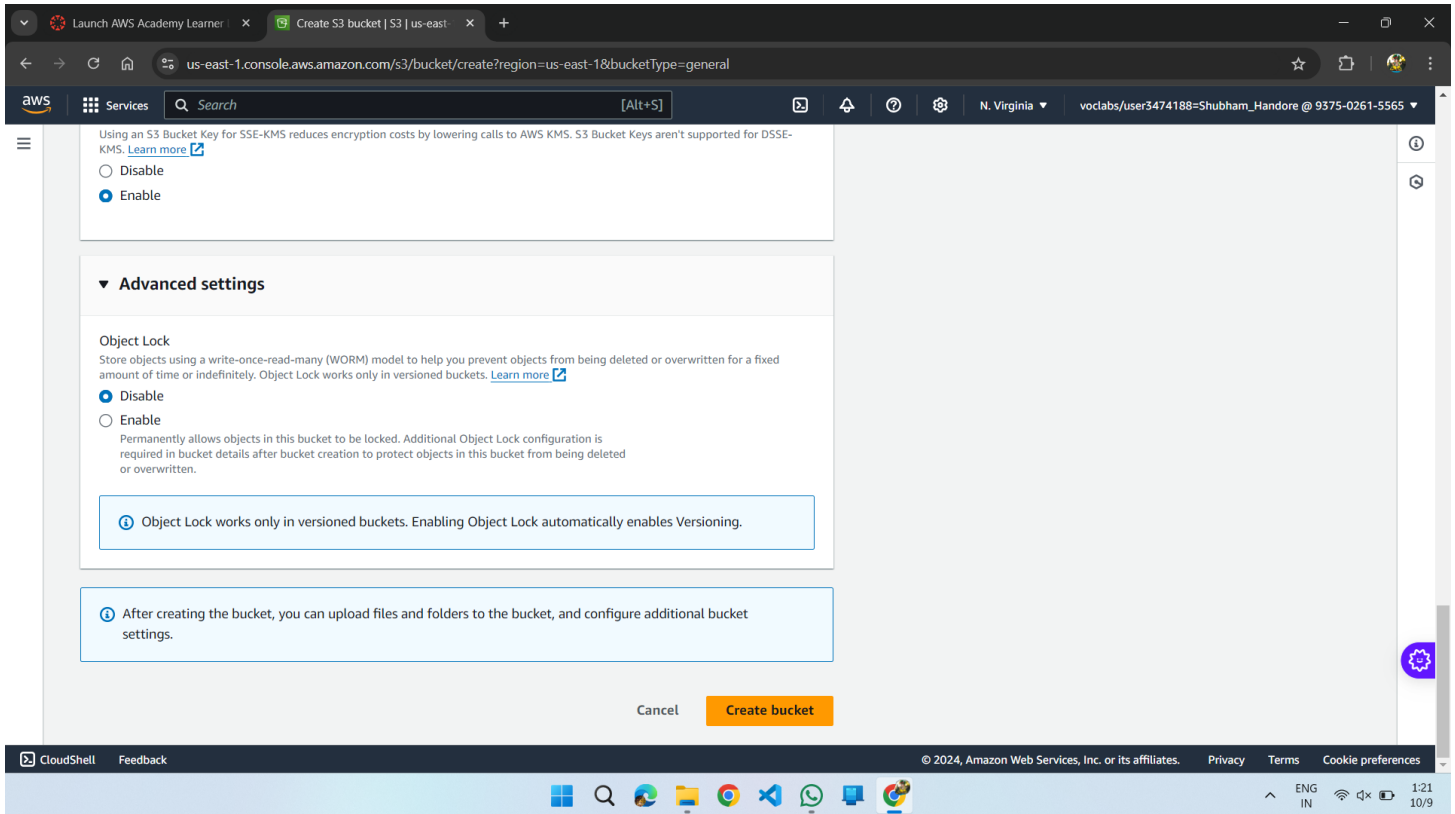 Launch AWS Academy Learner
Create S3 bucket | S3 | us-east-
us-east-1.console.aws.amazon.com/s3/bucket/create?region=us-east-1&bucketType=general
aws
Services
Search
[Alt+S]
N. Virginia
voclabs/user3474188=Shubham_Handore @ 9375-0261-5565
Using an S3 Bucket Key for SSE-KMS reduces encryption costs by lowering calls to AWS KMS. S3 Bucket Keys aren't supported for DSSE-
KMS. Learn more
Disable
Enable
Advanced settings
Object Lock
Store objects using a write-once-read-many (WORM) model to help you prevent objects from being deleted or overwritten for a fixed
amount of time or indefinitely. Object Lock works only in versioned buckets. Learn more
Disable
Enable
Permanently allows objects in this bucket to be locked. Additional Object Lock configuration is
required in bucket details after bucket creation to protect objects in this bucket from being deleted
or overwritten.
Object Lock works only in versioned buckets. Enabling Object Lock automatically enables Versioning.
After creating the bucket, you can upload files and folders to the bucket, and configure additional bucket
settings.
Cancel
Create bucket
CloudShell
Feedback
© 2024, Amazon Web Services, Inc. or its affiliates.
Privacy
Terms
Cookie preferences
ENG
IN
1:21
10/9